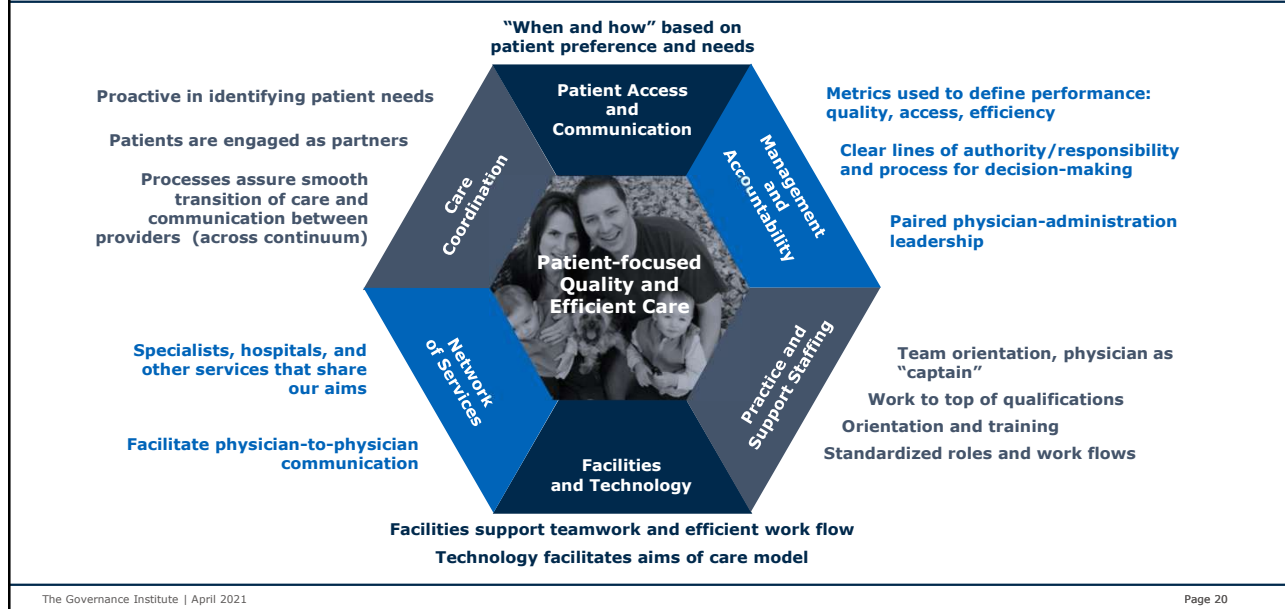 “When and how” based on
patient preference and needs
Patient Access
and
Communication
Proactive in identifying patient needs
Patients are engaged as partners
Processes assure smooth
transition of care and
communication between
providers (across continuum)
Care
Coordination
Management
and
Accountability
Metrics used to define performance:
quality, access, efficiency
Clear lines of authority/responsibility
and process for decision-making
Paired physician-administration
leadership
Patient-focused
Quality and
Efficient Care
Specialists, hospitals, and
other services that share
our aims
Facilitate physician-to-physician
communication
Network
of Services
Practice and
Support Staffing
Team orientation, physician as
“captain”
Work to top of qualifications
Orientation and training
Standardized roles and work flows
Facilities
and Technology
Facilities support teamwork and efficient work flow
Technology facilitates aims of care model
The Governance Institute | April 2021
Page 20